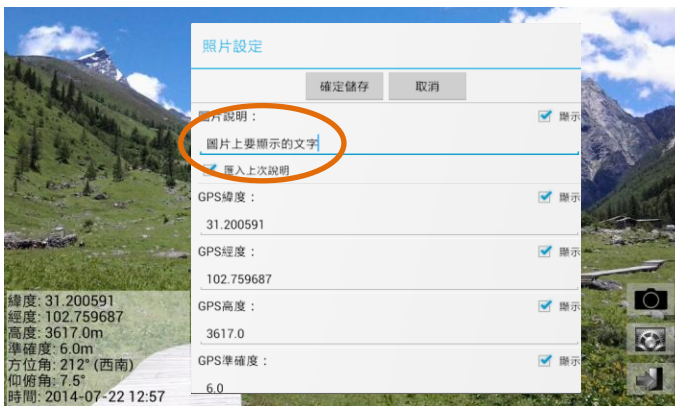 照片設定
確定儲存 取消
圖片說明：
顯示
圖片上要顯示的文字
匯入上次說明
GPS緯度：
顯示
31.200591
GPS經度：
顯示
102.759687
GPS高度：
顯示
3617.0
GPS準確度：
顯示
6.0
緯度: 31.200591
經度: 102.759687
高度: 3617.0m
準確度: 6.0m
方位角: 212° (西南)
仰俯角: 7.5°
時間: 2014-07-22 12:57